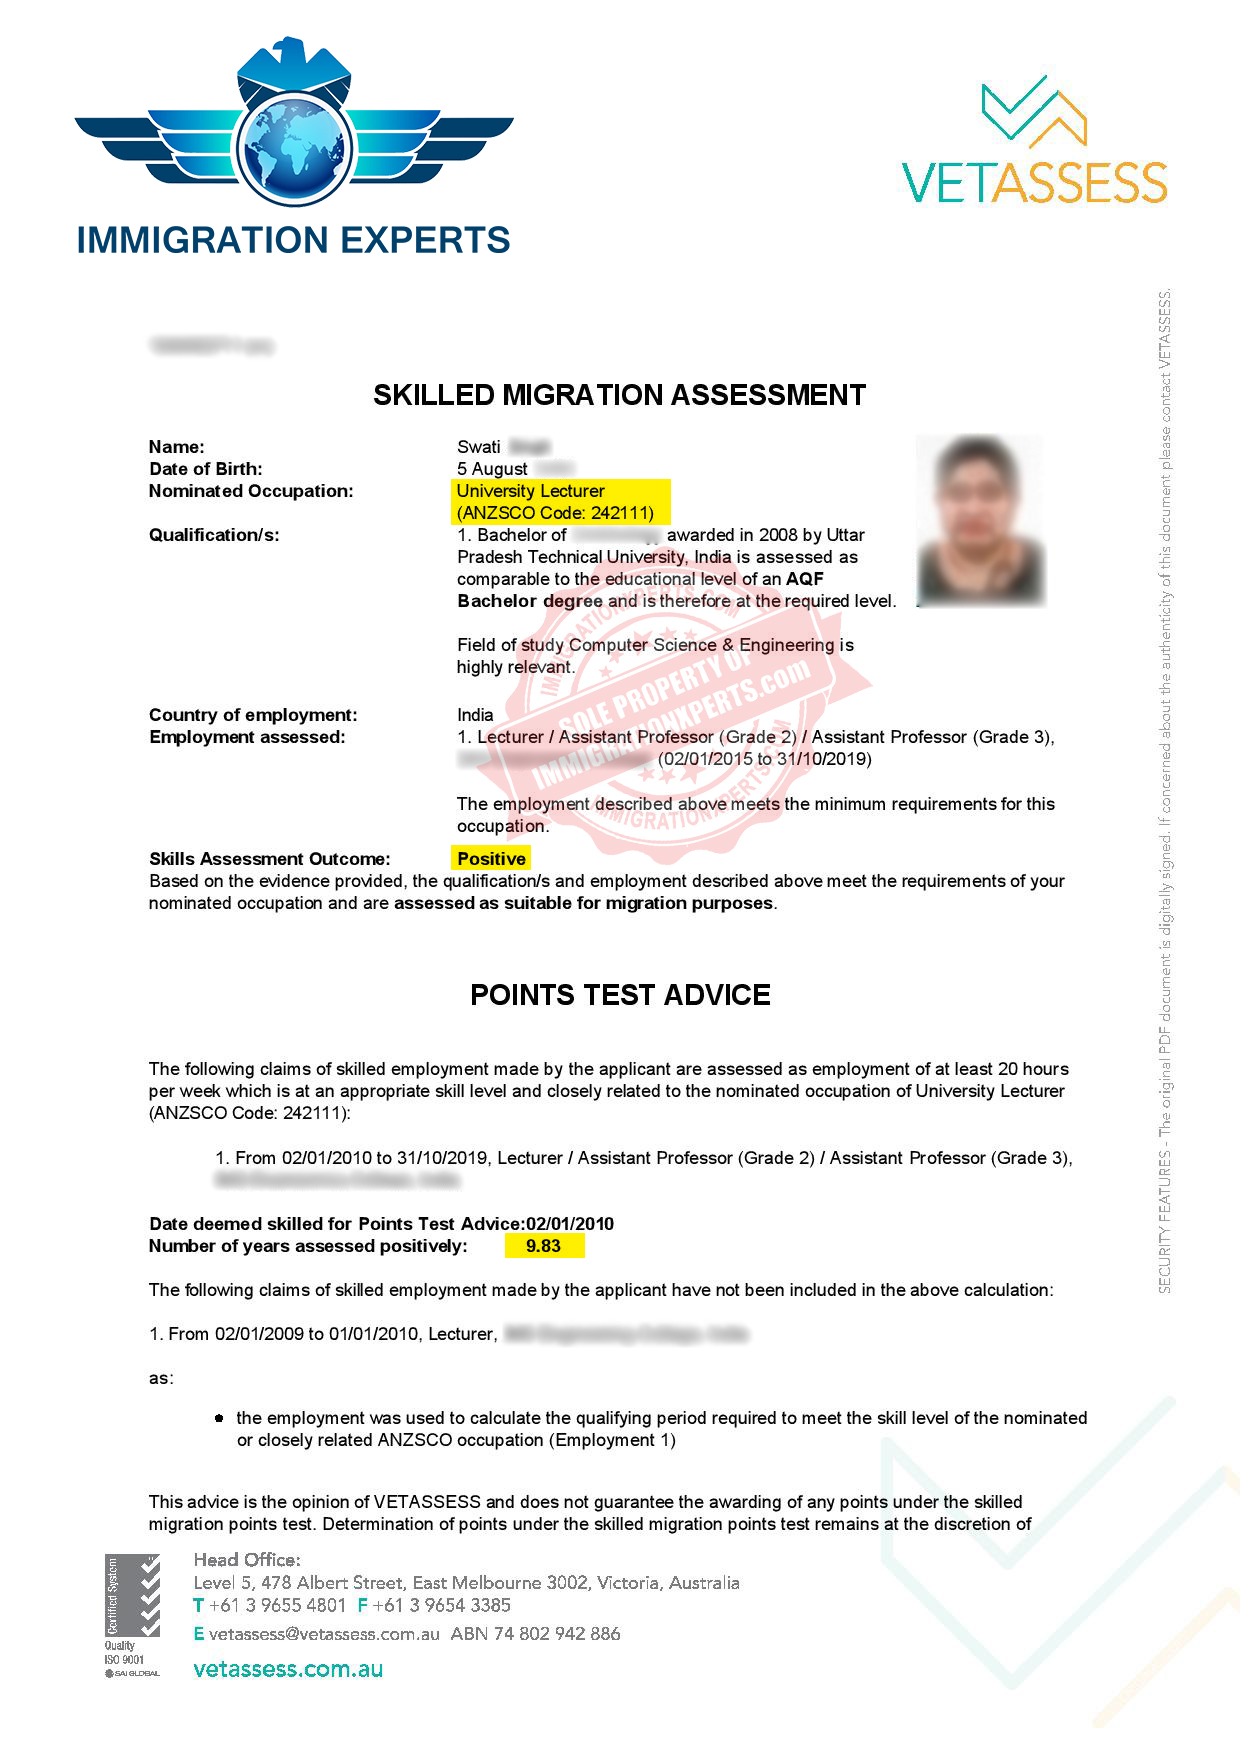 IMMIGRATION EXPERTS
VETASSESS
SKILLED MIGRATION ASSESSMENT
Name: Swati
Date of Birth: 5 August
Nominated Occupation: University Lecturer
(ANZSCO Code: 242111)
Qualification/s: 1. Bachelor of awarded in 2008 by Uttar
Pradesh Technical University, India is assessed as
comparable to the educational level of an AQF
Bachelor degree and is therefore at the required level.
Field of study Computer Science & Engineering is
highly relevant.
Country of employment: India
Employment assessed: 1. Lecturer / Assistant Professor (Grade 2) / Assistant Professor (Grade 3),
(02/01/2015 to 31/10/2019)
The employment described above meets the minimum requirements for this
occupation.
IMMIGRATIONXPERTS.COM
SOLE PROPERTY OF
IMMIGRATIONXPERTS.com
IMMIGRATIONXPERTS.COM
Skills Assessment Outcome: Positive
Based on the evidence provided, the qualification/s and employment described above meet the requirements of your
nominated occupation and are assessed as suitable for migration purposes.
POINTS TEST ADVICE
The following claims of skilled employment made by the applicant are assessed as employment of at least 20 hours
per week which is at an appropriate skill level and closely related to the nominated occupation of University Lecturer
(ANZSCO Code: 242111):
1. From 02/01/2010 to 31/10/2019, Lecturer / Assistant Professor (Grade 2) / Assistant Professor (Grade 3),
Date deemed skilled for Points Test Advice:02/01/2010
Number of years assessed positively: 9.83
The following claims of skilled employment made by the applicant have not been included in the above calculation:
1. From 02/01/2009 to 01/01/2010, Lecturer,
as:
● the employment was used to calculate the qualifying period required to meet the skill level of the nominated
or closely related ANZSCO occupation (Employment 1)
This advice is the opinion of VETASSESS and does not guarantee the awarding of any points under the skilled
migration points test. Determination of points under the skilled migration points test remains at the discretion of
SECURITY FEATURES - The original PDF document is digitally signed. If concerned about the authenticity of this document please contact VETASSESS.
Certified System
Quality
ISO 9001
SAI GLOBAL
Head Office:
Level 5, 478 Albert Street, East Melbourne 3002, Victoria, Australia
T +61 3 9655 4801 F +61 3 9654 3385
E vetassess@vetassess.com.au ABN 74 802 942 886
vetassess.com.au